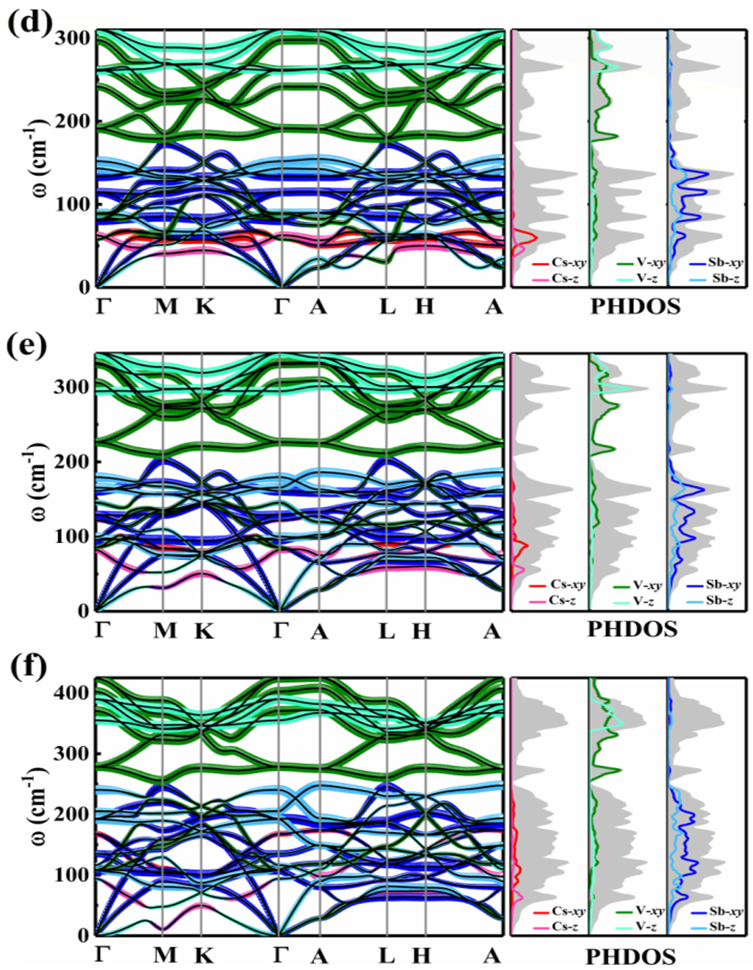 (d)
300
200
100
0
ω (cm⁻¹)
Γ M K Γ A L H A
Cs-xy
Cs-z
V-xy
V-z
Sb-xy
Sb-z
PHDOS
(e)
300
200
100
0
ω (cm⁻¹)
Γ M K Γ A L H A
Cs-xy
Cs-z
V-xy
V-z
Sb-xy
Sb-z
PHDOS
(f)
400
300
200
100
0
ω (cm⁻¹)
Γ M K Γ A L H A
Cs-xy
Cs-z
V-xy
V-z
Sb-xy
Sb-z
PHDOS